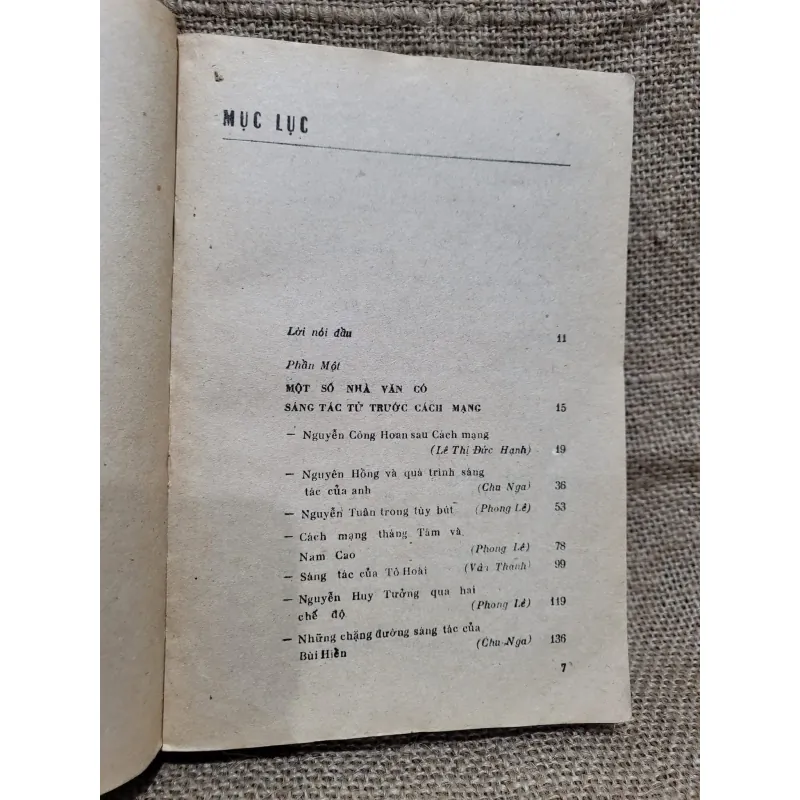 MỤC LỤC
Lời nói đầu 11
Phần Một
MỘT SỐ NHÀ VĂN CÓ
SÁNG TÁC TỪ TRƯỚC CÁCH MẠNG 15
— Nguyễn Công Hoan sau Cách mạng
(Lê Thị Đức Hạnh) 19
— Nguyên Hồng và quá trình sáng
tác của anh (Chu Nga) 36
— Nguyễn Tuân trong tùy bút (Phong Lê) 53
— Cách mạng tháng Tám và
Nam Cao (Phong Lê) 78
— Sáng tác của Tô Hoài (Vân Thanh) 99
— Nguyễn Huy Tưởng qua hai
chế độ (Phong Lê) 119
— Những chặng đường sáng tác của
Bùi Hiển (Chu Nga) 136
7